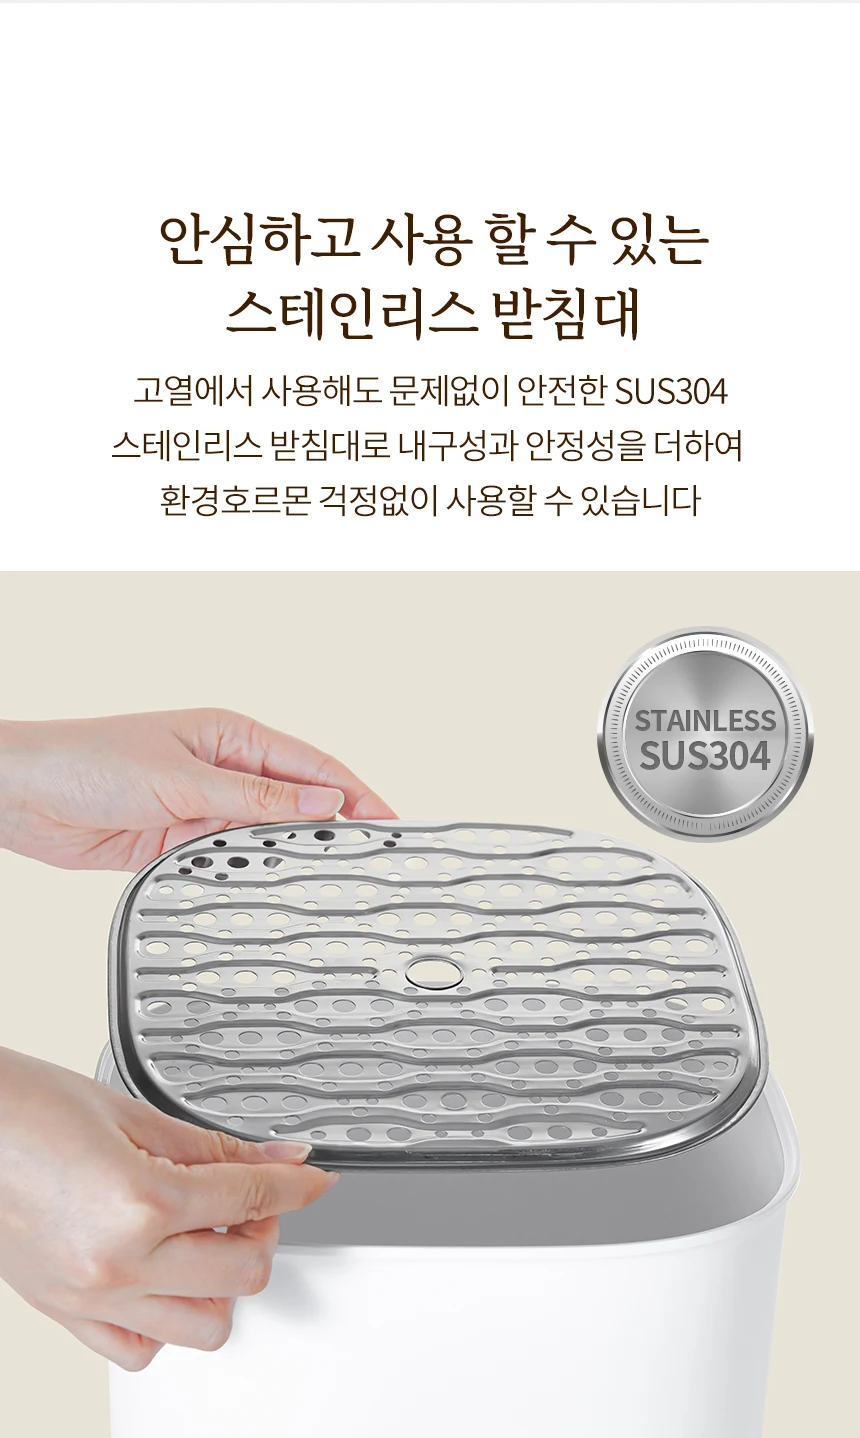 안심하고 사용 할 수 있는
스테인리스 받침대
고열에서 사용해도 문제없이 안전한 SUS304
스테인리스 받침대로 내구성과 안정성을 더하여
환경호르몬 걱정없이 사용할 수 있습니다
STAINLESS
SUS304